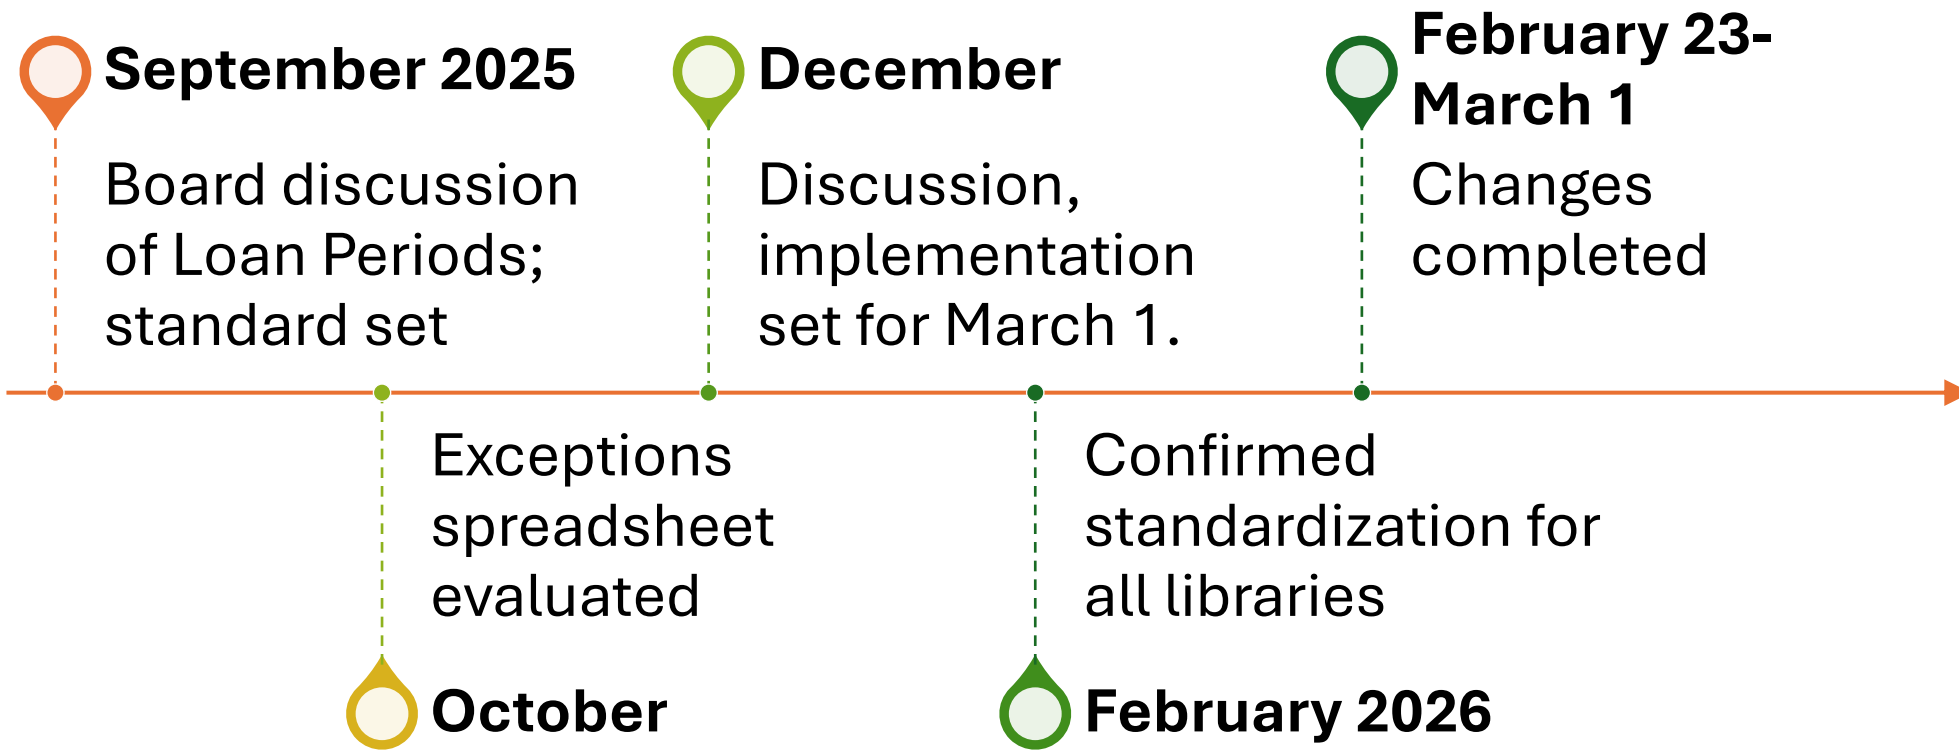 September 2025
Board discussion
of Loan Periods;
standard set
Exceptions
spreadsheet
evaluated
October
December
Discussion,
implementation
set for March 1.
Confirmed
standardization for
all libraries
February 2026
February 23-
March 1
Changes
completed